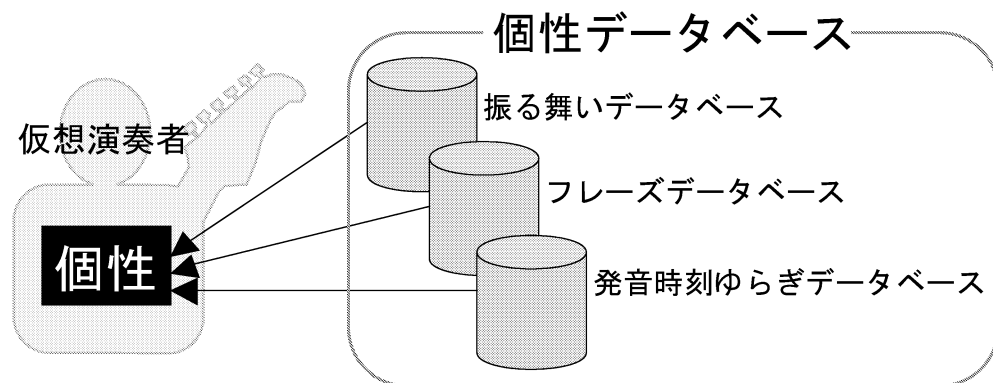 個性データベース
振る舞いデータベース
仮想演奏者
フレーズデータベース
個性
発音時刻ゆらぎデータベース